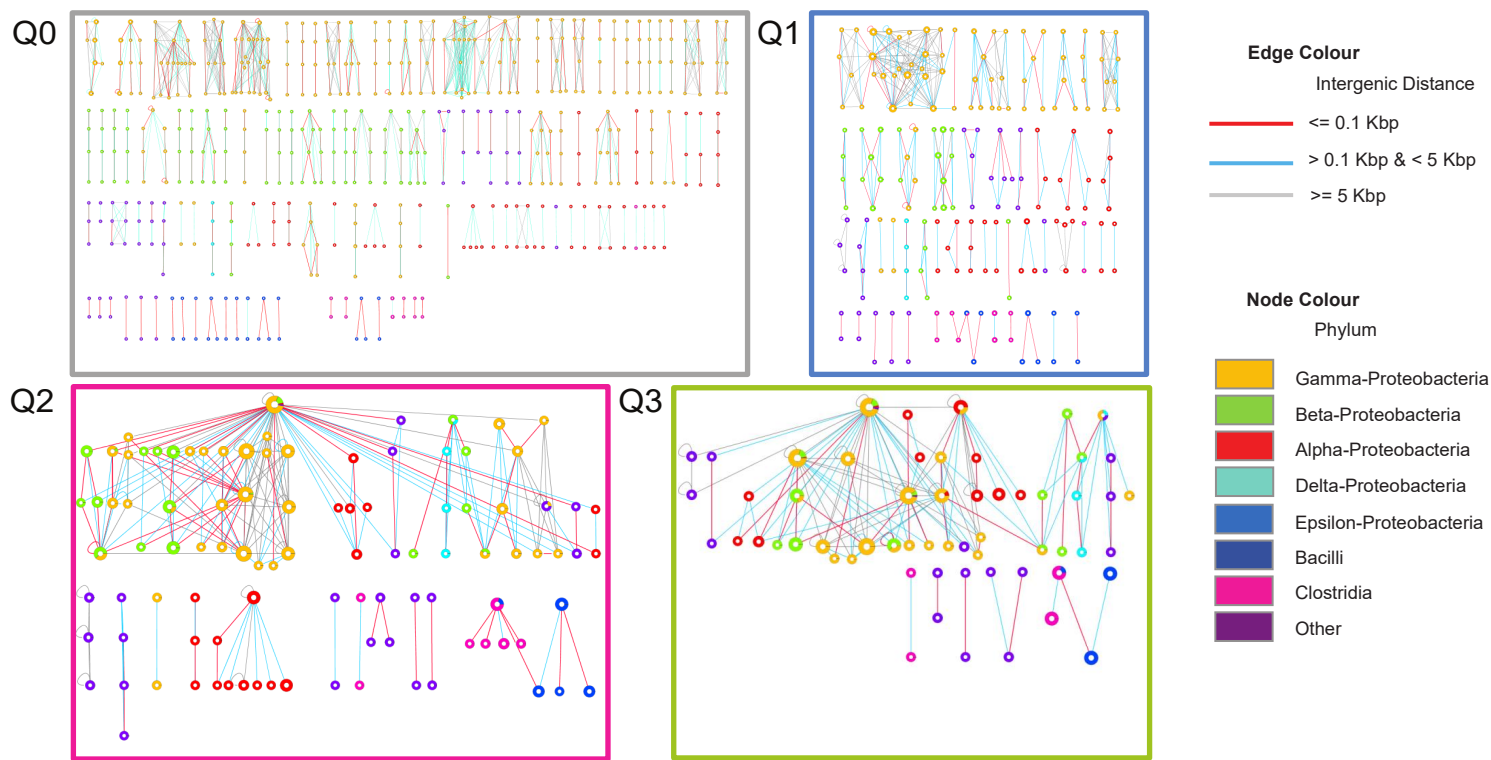 Q0
Q1
Q2
Q3
Edge Colour
Intergenic Distance
<= 0.1 Kbp
> 0.1 Kbp & < 5 Kbp
>= 5 Kbp
Node Colour
Phylum
Gamma-Proteobacteria
Beta-Proteobacteria
Alpha-Proteobacteria
Delta-Proteobacteria
Epsilon-Proteobacteria
Bacilli
Clostridia
Other